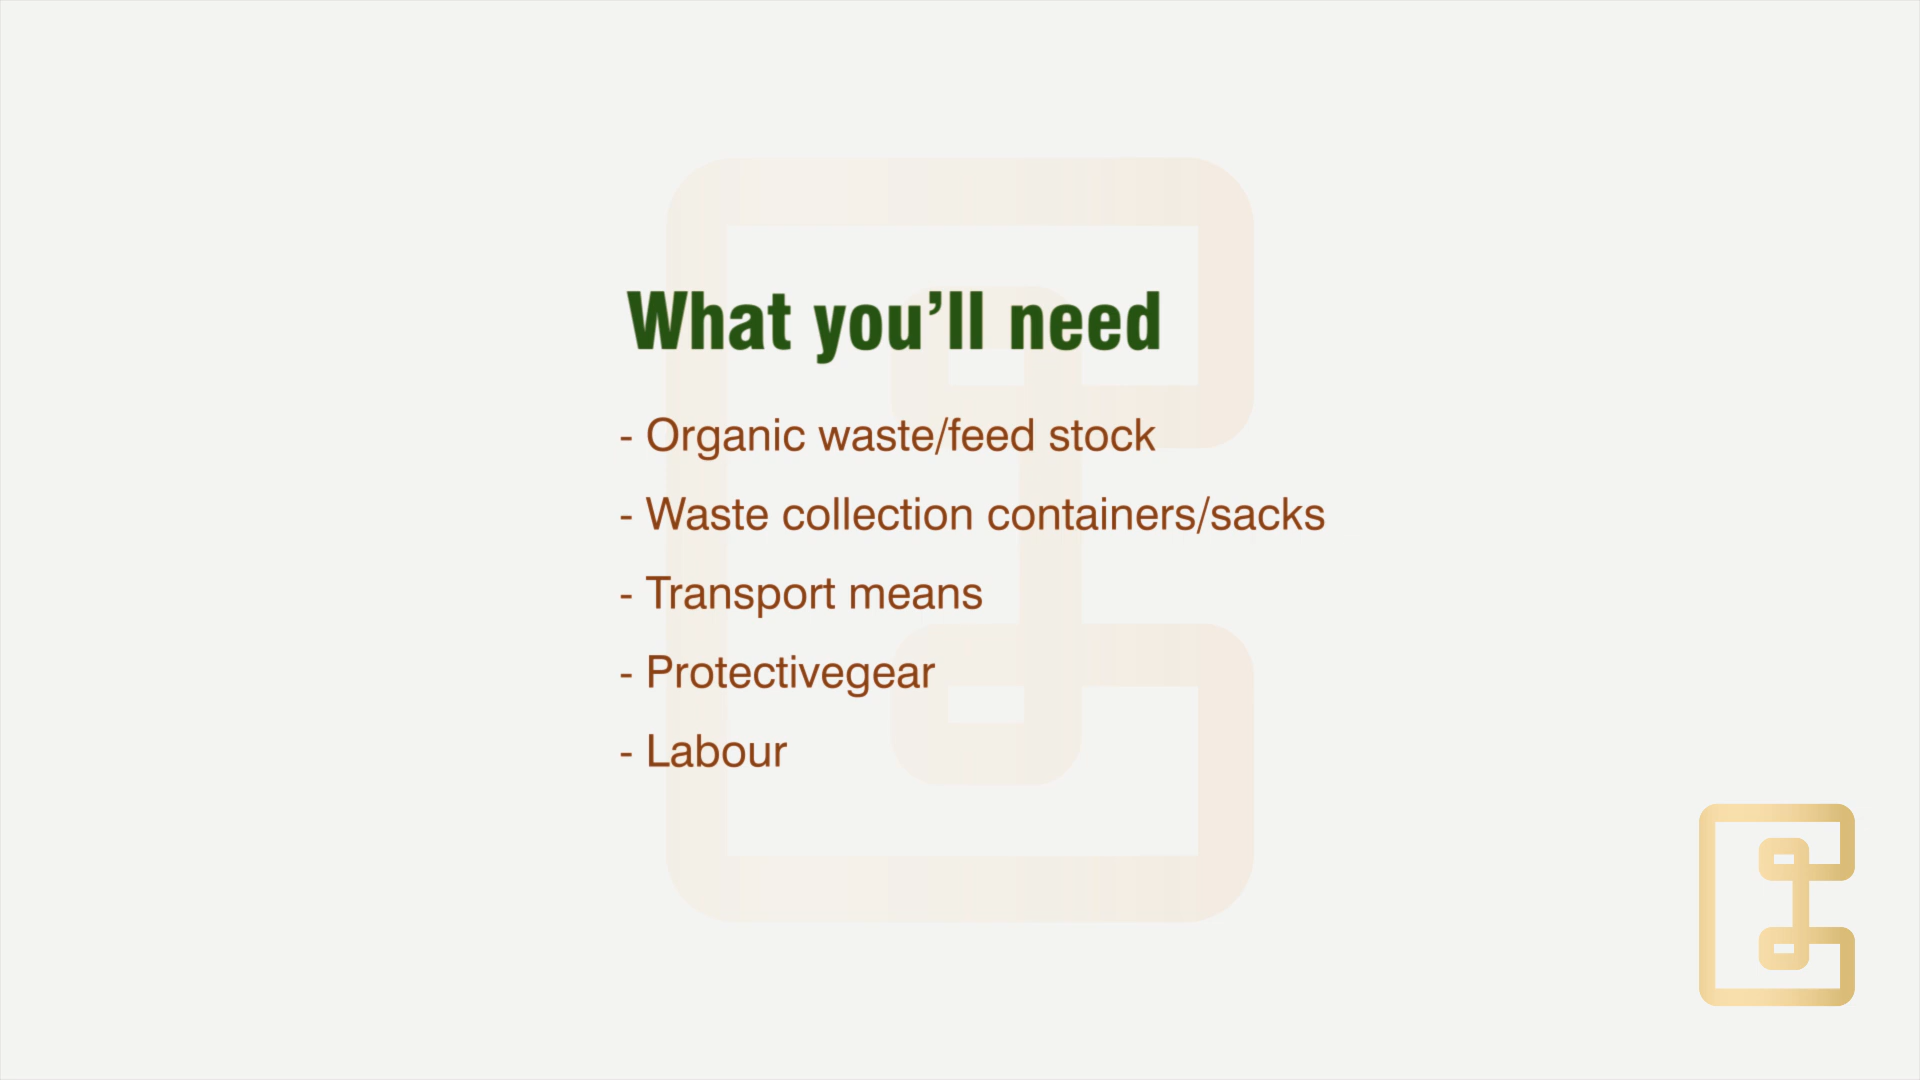 What you’ll need
- Organic waste/feed stock
- Waste collection containers/sacks
- Transport means
- Protectivegear
- Labour